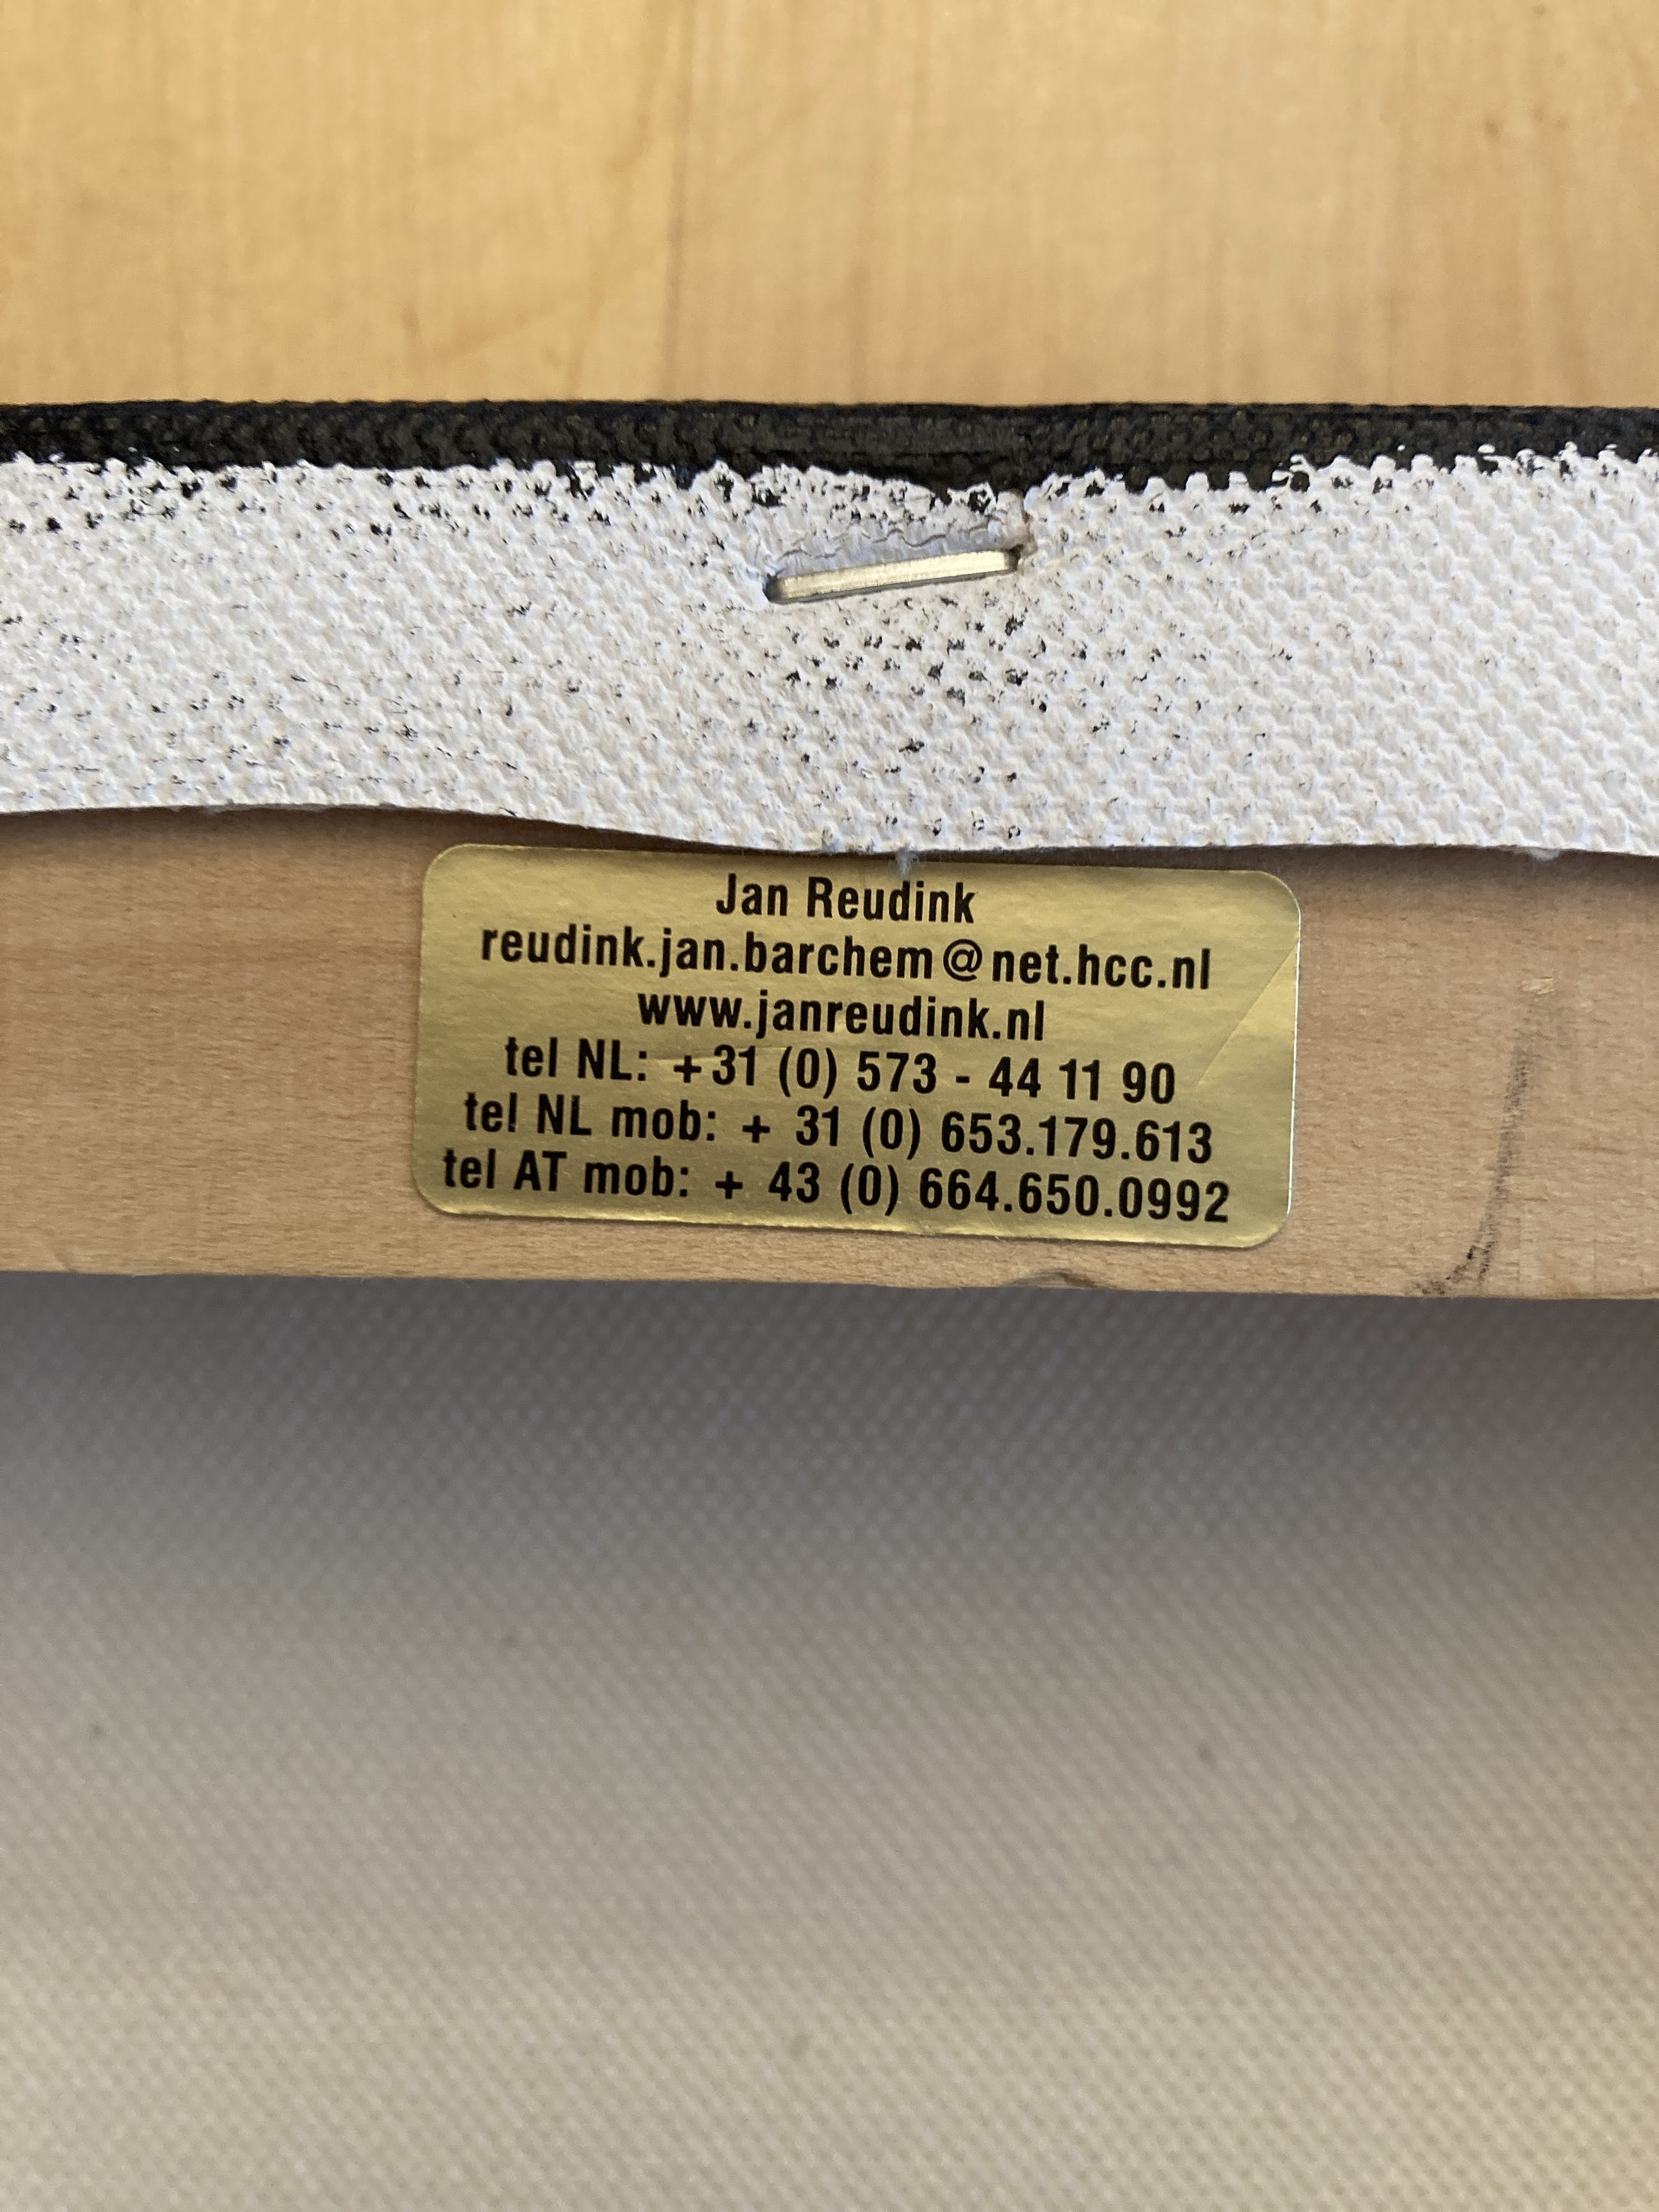 Jan Reudink
reudink.jan.barchem@net.hcc.nl
www.janreudink.nl
tel NL: +31 (0) 573 - 44 11 90
tel NL mob: + 31 (0) 653.179.613
tel AT mob: + 43 (0) 664.650.0992